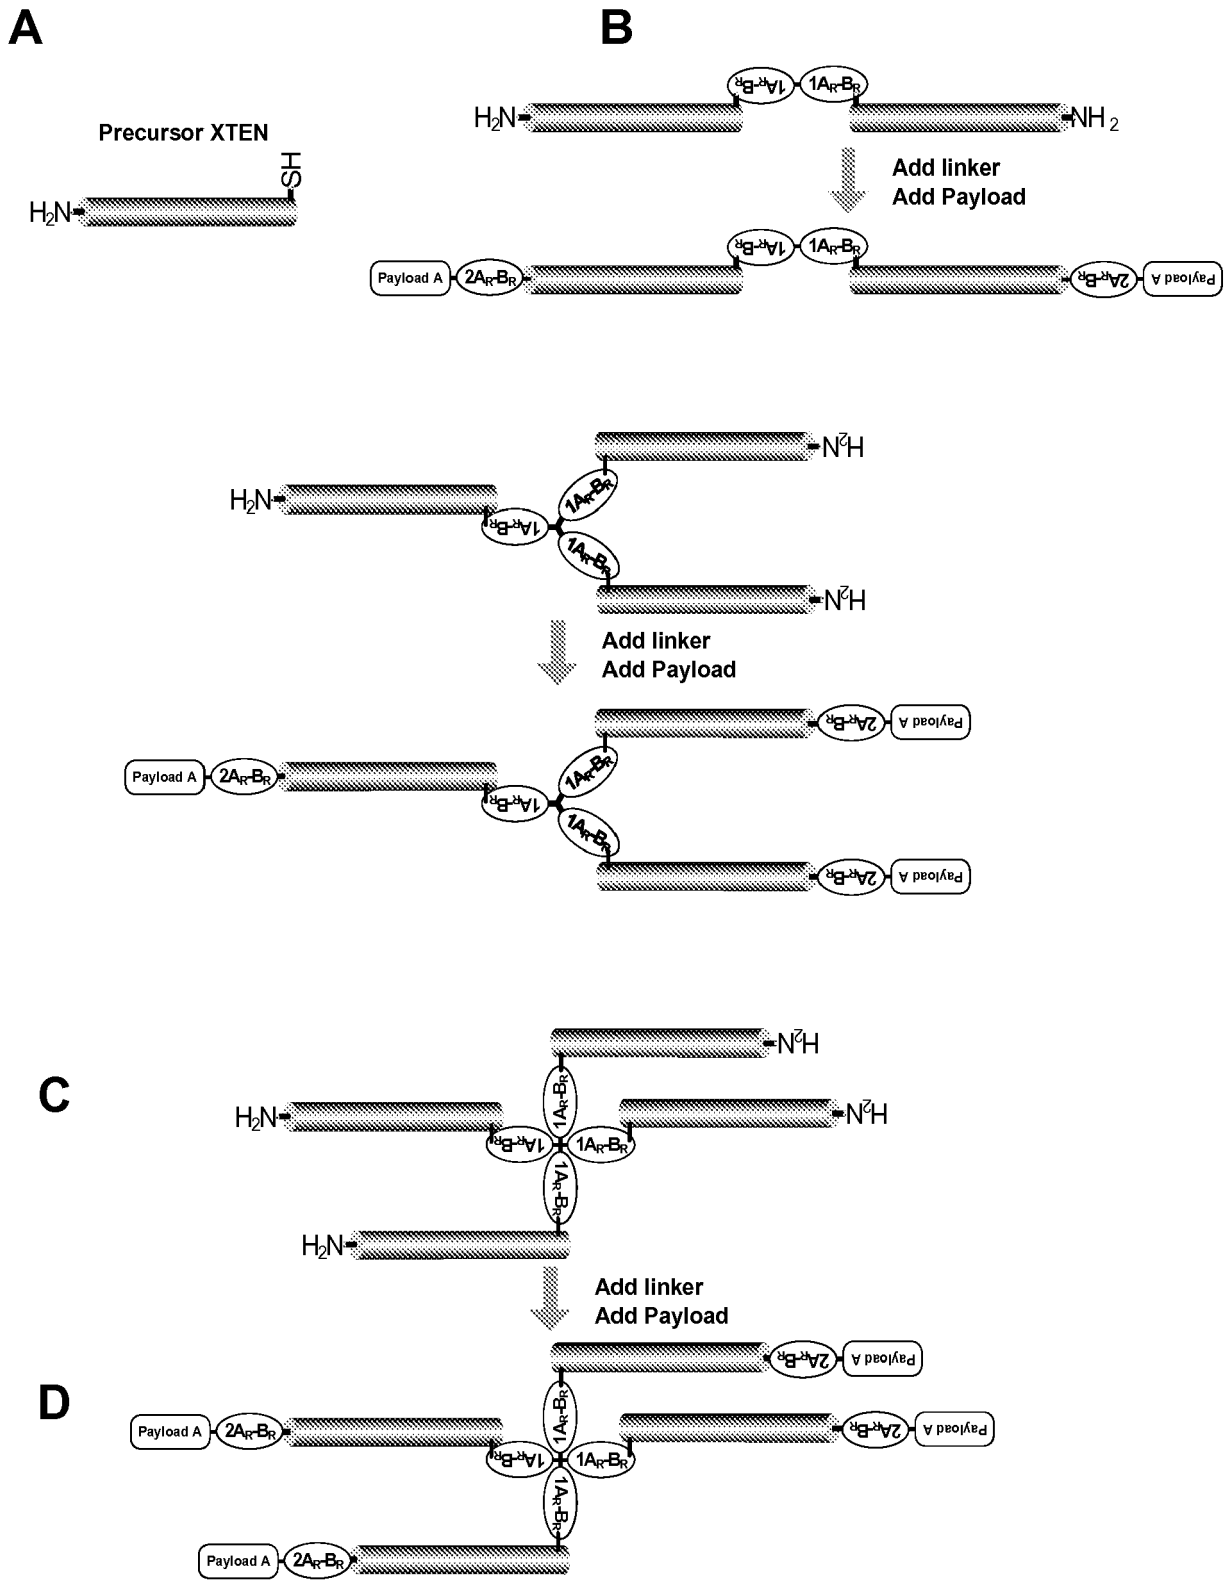 A
B
Precursor XTEN
SH
H2N
1AR-BR 1AR-BR
H2N NH2
Add linker
Add Payload
1AR-BR 1AR-BR
Payload A 2AR-BR 2AR-BR Payload A
H2N
1AR-BR
H2N
1AR-BR
1AR-BR
H2N
Add linker
Add Payload
2AR-BR Payload A
1AR-BR
Payload A 2AR-BR
1AR-BR
1AR-BR
2AR-BR Payload A
H2N
C
1AR-BR
H2N H2N
1AR-BR 1AR-BR
1AR-BR
H2N
Add linker
Add Payload
2AR-BR Payload A
D
1AR-BR
Payload A 2AR-BR 2AR-BR Payload A
1AR-BR 1AR-BR
1AR-BR
Payload A 2AR-BR